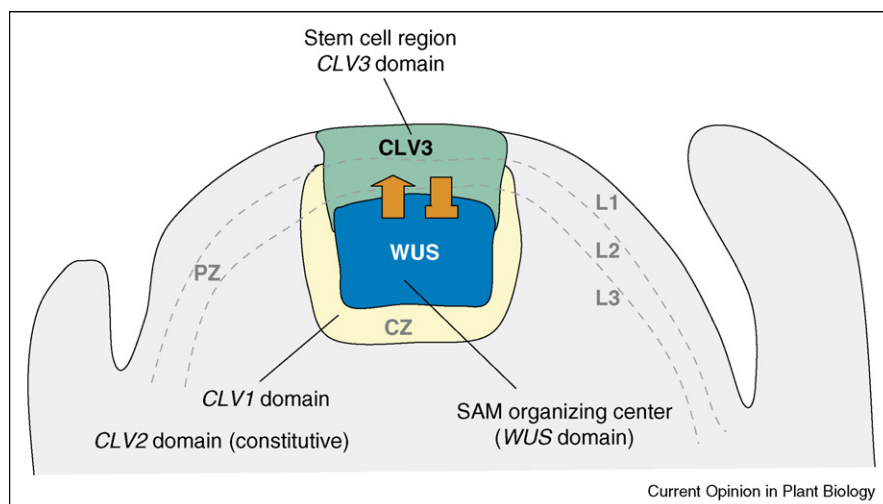 Stem cell region
CLV3 domain
CLV3
L1
L2
WUS
PZ
L3
CZ
CLV1 domain
SAM organizing center
CLV2 domain (constitutive)
(WUS domain)
Current Opinion in Plant Biology